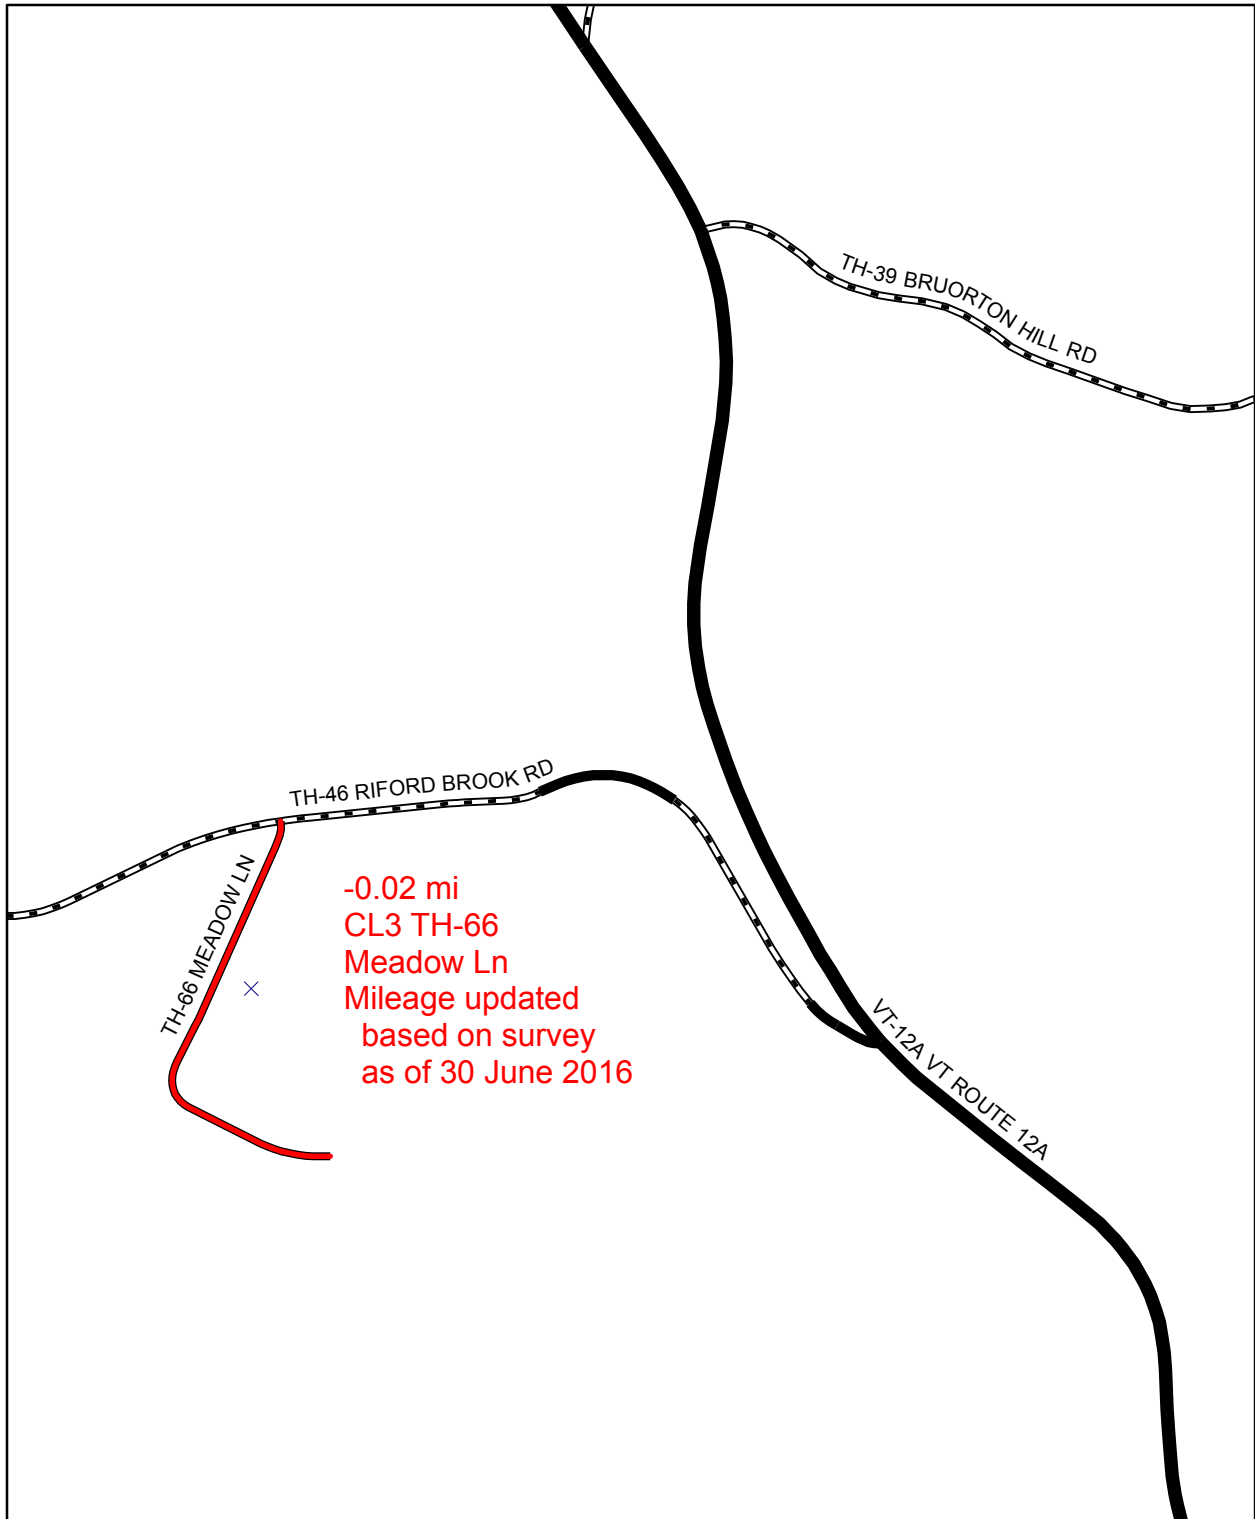 TH-39 BRUORTON HILL RD
TH-46 RIFORD BROOK RD
TH-66 MEADOW LN
-0.02 mi
CL3 TH-66
Meadow Ln
Mileage updated
based on survey
as of 30 June 2016
VT-12A VT ROUTE 12A